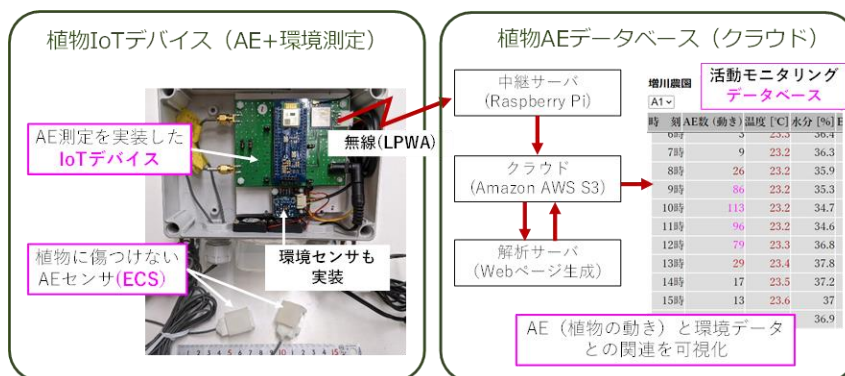 植物IoTデバイス（AE+環境測定）
AE測定を実装した
IoTデバイス
無線(LPWA)
植物に傷つけない
AEセンサ(ECS)
環境センサも
実装
植物AEデータベース（クラウド）
中継サーバ
(Raspberry Pi)
クラウド
(Amazon AWS S3)
解析サーバ
(Webページ生成)
増川農園
A1
活動モニタリング
データベース
時 刻 AE数 (動き) 温度 [℃] 水分 [%] E
6時 3 23.3 36.4
7時 9 23.2 36.3
8時 26 23.2 35.9
9時 86 23.2 35.3
10時 113 23.2 34.7
11時 96 23.2 34.6
12時 79 23.3 36.8
13時 29 23.4 37.8
14時 17 23.5 37.2
15時 13 23.6 37
36.9
AE（植物の動き）と環境データ
との関連を可視化